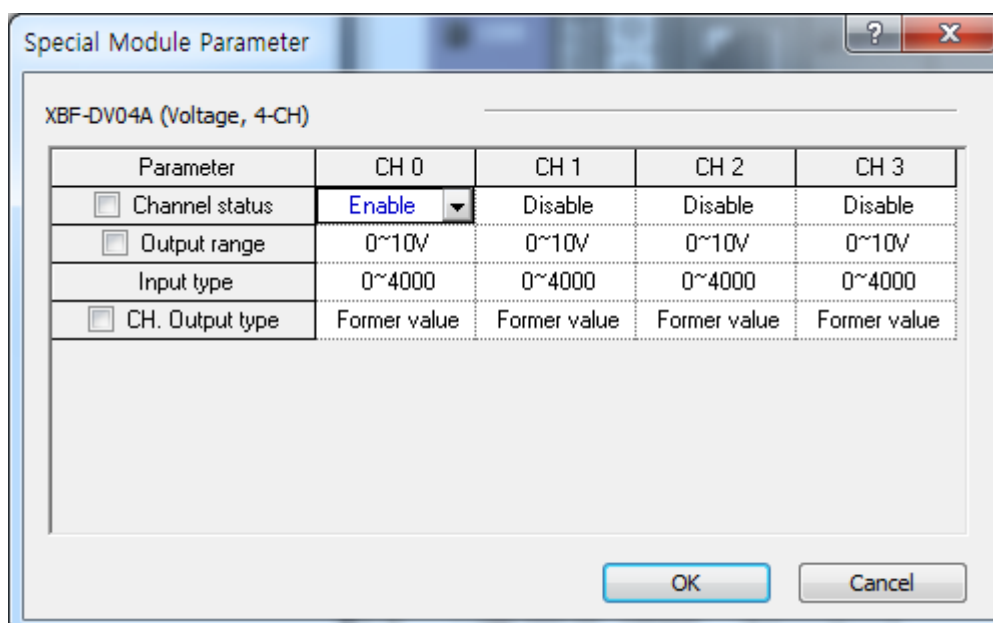 Special Module Parameter
XBF-DV04A (Voltage, 4-CH)
Parameter CH 0 CH 1 CH 2 CH 3
Channel status Enable Disable Disable Disable
Output range 0~10V 0~10V 0~10V 0~10V
Input type 0~4000 0~4000 0~4000 0~4000
CH. Output type Former value Former value Former value Former value
OK Cancel